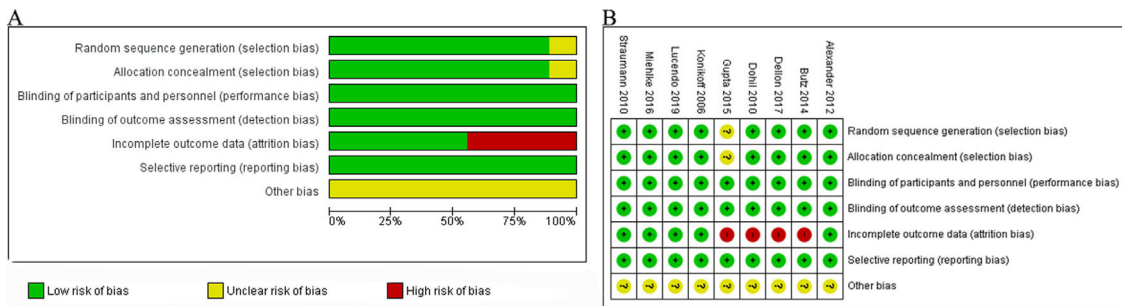 A
Random sequence generation (selection bias)
Allocation concealment (selection bias)
Blinding of participants and personnel (performance bias)
Blinding of outcome assessment (detection bias)
Incomplete outcome data (attrition bias)
Selective reporting (reporting bias)
Other bias
0% 25% 50% 75% 100%
Low risk of bias Unclear risk of bias High risk of bias
B
Straumann 2010
Miehlke 2016
Lucendo 2019
Konikoff 2006
Gupta 2015
Dohil 2010
Dellon 2017
Butz 2014
Alexander 2012
+ + + + ? + + + + Random sequence generation (selection bias)
+ + + + ? + + + + Allocation concealment (selection bias)
+ + + + + + + + + Blinding of participants and personnel (performance bias)
+ + + + + + + + + Blinding of outcome assessment (detection bias)
+ + + + - - - - + Incomplete outcome data (attrition bias)
+ + + + + + + + + Selective reporting (reporting bias)
? ? ? ? ? ? ? ? ? Other bias